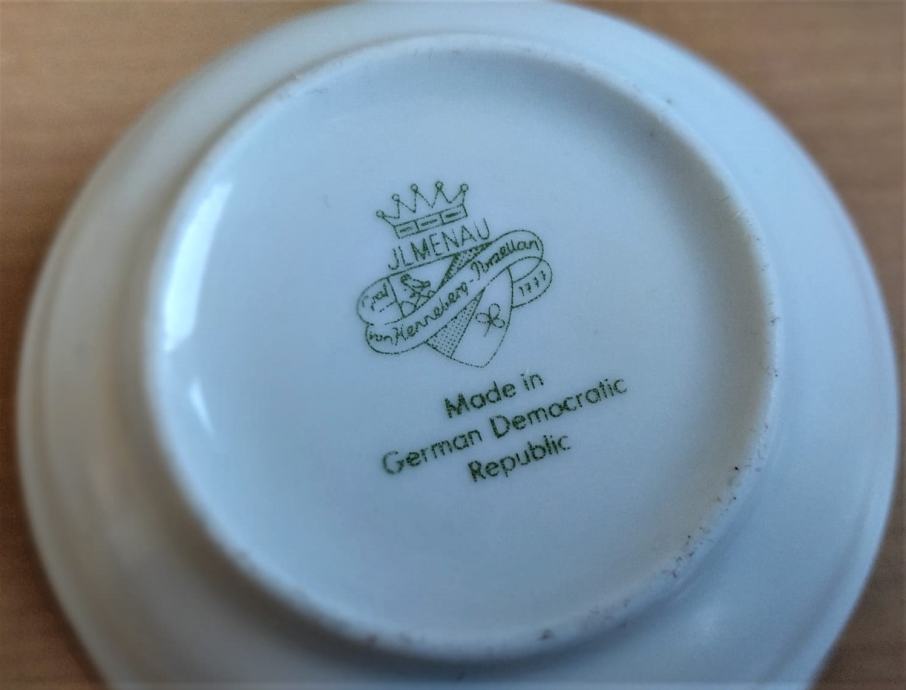 JLMENAU
Graf
von Henneberg-Porzellan
1777
Made in
German Democratic
Republic